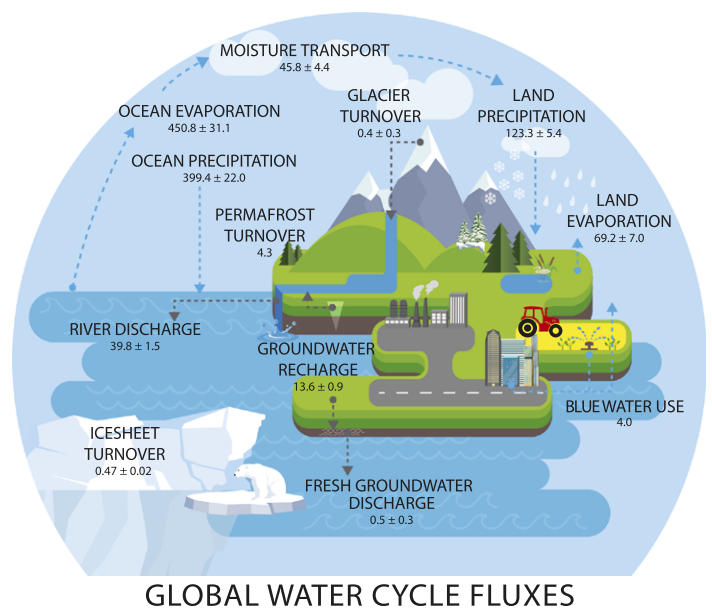 MOISTURE TRANSPORT
45.8 ± 4.4
GLACIER
TURNOVER
0.4 ± 0.3
LAND
PRECIPITATION
123.3 ± 5.4
OCEAN EVAPORATION
450.8 ± 31.1
OCEAN PRECIPITATION
399.4 ± 22.0
PERMAFROST
TURNOVER
4.3
LAND
EVAPORATION
69.2 ± 7.0
RIVER DISCHARGE
39.8 ± 1.5
GROUNDWATER
RECHARGE
13.6 ± 0.9
BLUE WATER USE
4.0
ICESHEET
TURNOVER
0.47 ± 0.02
FRESH GROUNDWATER
DISCHARGE
0.5 ± 0.3
GLOBAL WATER CYCLE FLUXES